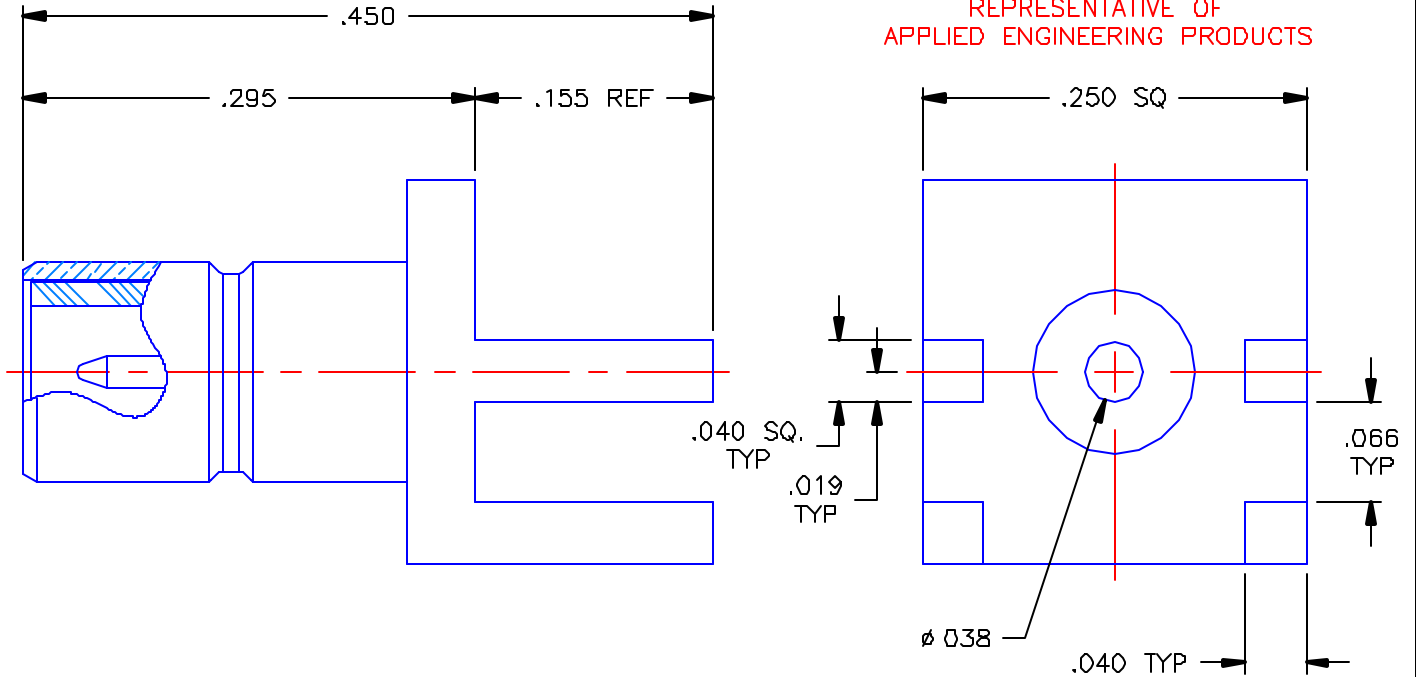 .450
REPRESENTATIVE OF
APPLIED ENGINEERING PRODUCTS
.295
.155 REF
.250 SQ
.040 SQ.
TYP
.019
TYP
.066
TYP
ø 038
.040 TYP